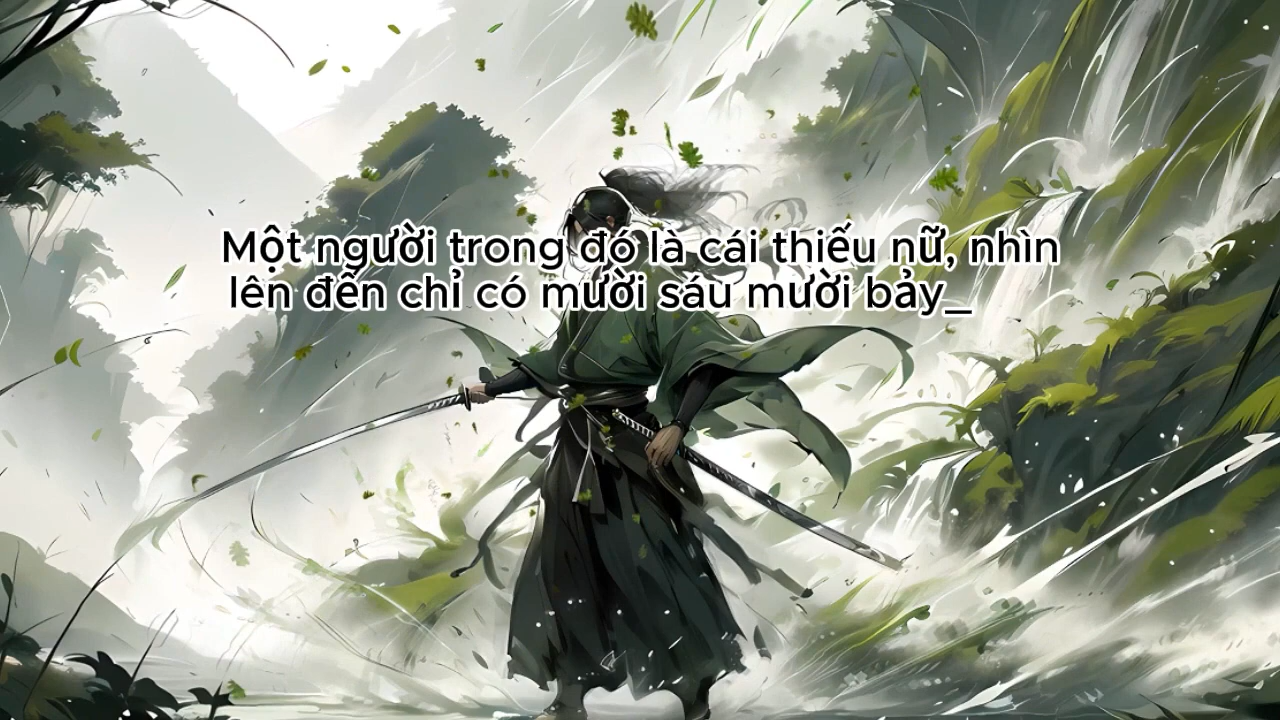 Một người trong đó là cái thiếu nữ, nhìn
lên đến chỉ có mười sáu mười bảy_